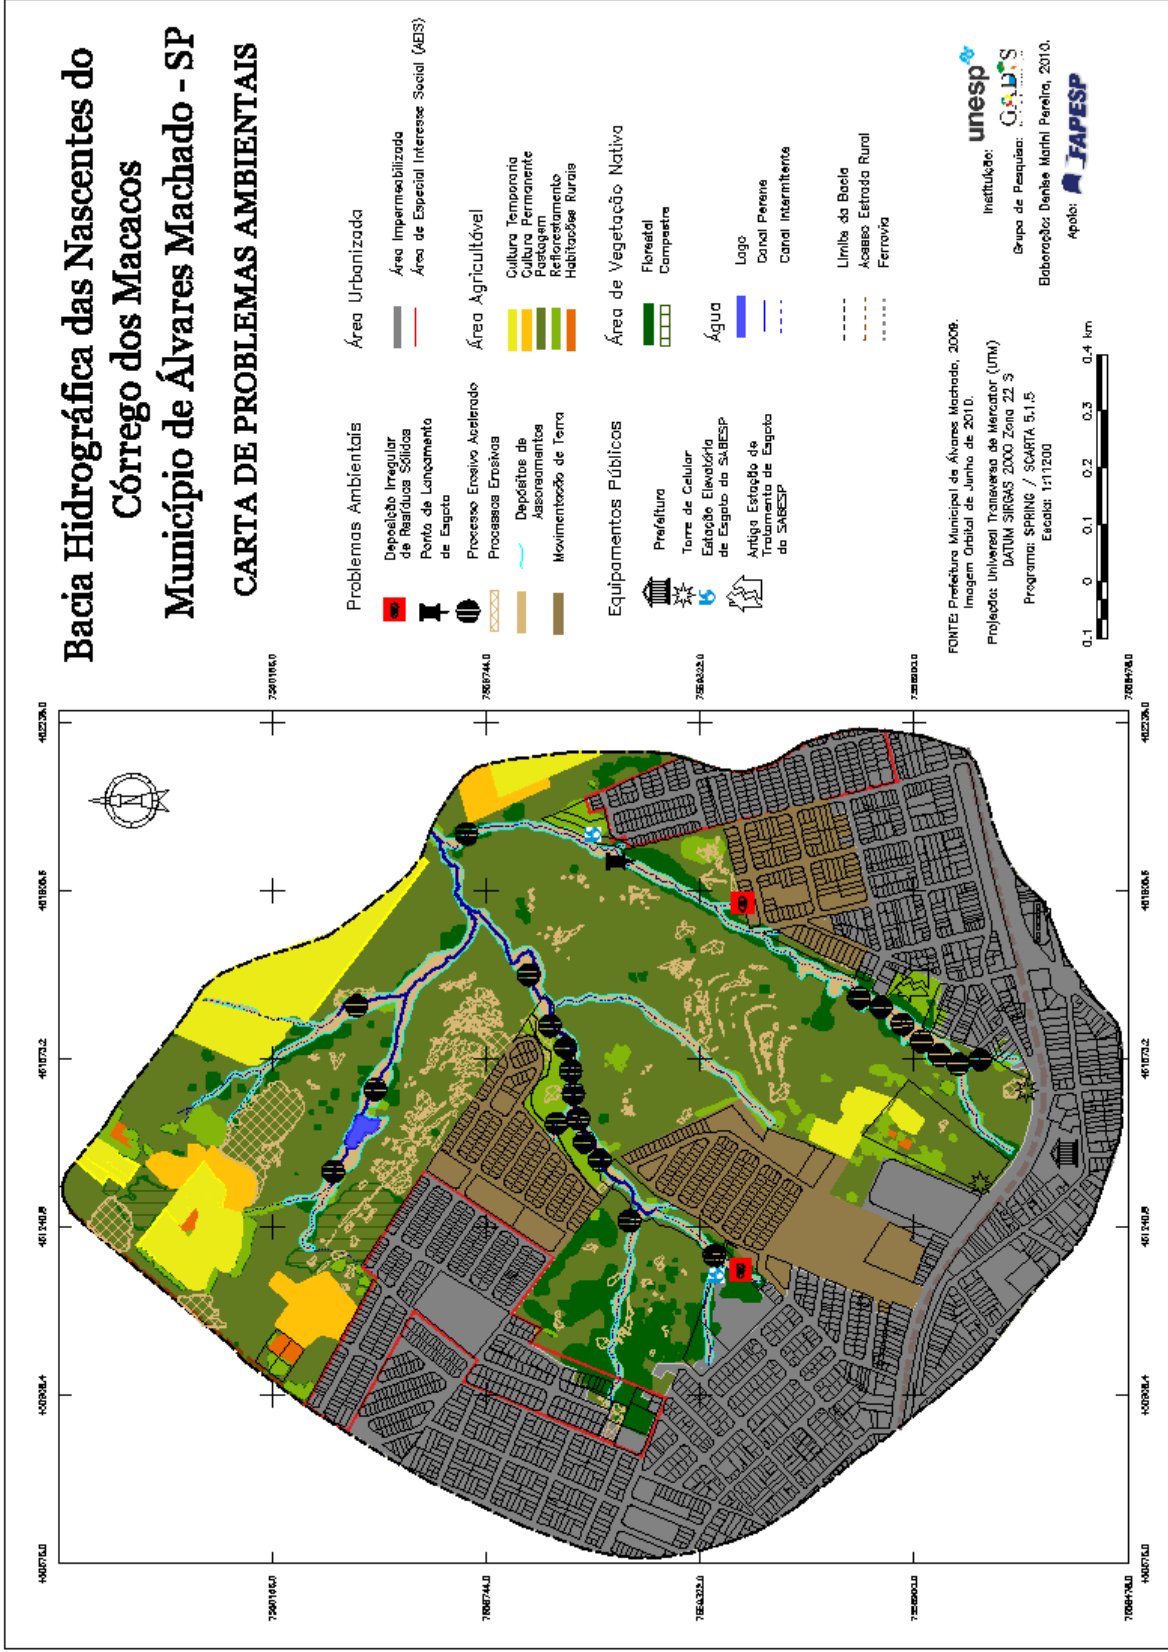 Bacia Hidrográfica das Nascentes do
Córrego dos Macacos
Município de Álvares Machado - SP
CARTA DE PROBLEMAS AMBIENTAIS
Problemas Ambientais
Deposição Irregular
de Resíduos Sólidos
Ponto de Lançamento
de Esgoto
Processo Erosivo Acelerado
Processos Erosivos
Depósitos de
Assoreamentos
Movimentação de Terra
Equipamentos Públicos
Prefeitura
Torre de Celular
Estação Elevatória
de Esgoto da SABESP
Antiga Estação de
Tratamento de Esgoto
da SABESP
Área Urbanizada
Área Impermeabilizada
Área de Especial Interesse Social (AEIS)
Área Agricultável
Cultura Temporaria
Cultura Permanente
Pastagem
Reflorestamento
Habitações Rurais
Área de Vegetação Nativa
Florestal
Campestre
Água
Lago
Canal Perene
Canal Intermitente
Limite da Bacia
Acesso Estrada Rural
Ferrovia
FONTE: Prefeitura Municipal de Álvares Machado, 2009.
Imagem Orbital de Junho de 2010.
Projeção: Universal Transversa de Mercator (UTM)
DATUM SIRGAS 2000 Zona 22 S
Programa: SPRING / SCARTA 5.1.5
Escala: 1:11200
0.1 0 0.1 0.2 0.3 0.4 km
Instituição: unesp
Grupo de Pesquisa: GADIS
Elaboração: Denise Marini Pereira, 2010.
Apoio: FAPESP
N